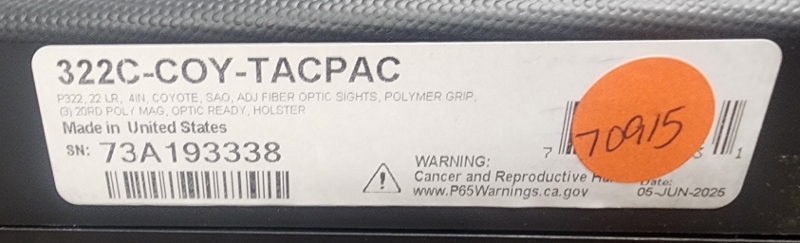 322C-COY-TACPAC
P322, 22 LR, 4IN, COYOTE, SAO, ADJ FIBER OPTIC SIGHTS, POLYMER GRIP,
(3) 20RD POLY MAG, OPTIC READY, HOLSTER
Made in United States
SN: 73A193338
WARNING:
Cancer and Reproductive
www.P65Warnings.ca.gov
70915
7 1
Date:
05-JUN-2025